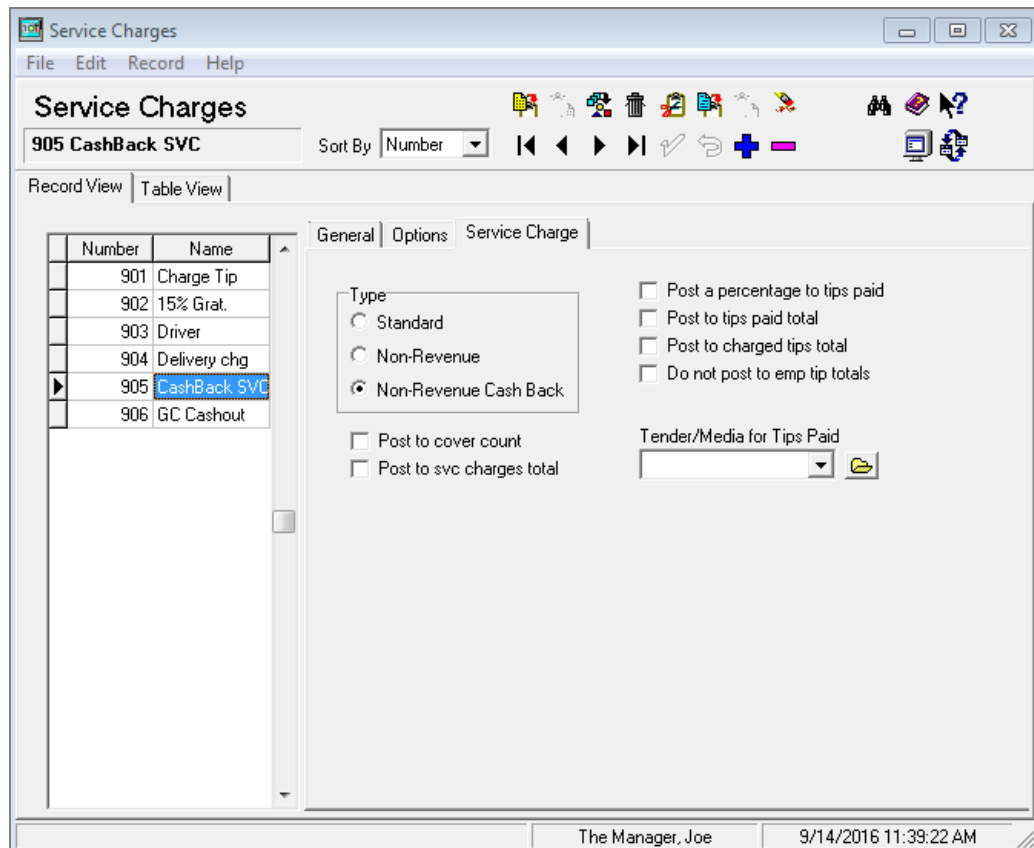 Service Charges
File Edit Record Help
Service Charges
905 CashBack SVC
Sort By Number
Record View Table View
Number Name
901 Charge Tip
902 15% Grat.
903 Driver
904 Delivery chg
905 CashBack SVC
906 GC Cashout
General Options Service Charge
Type
Standard
Non-Revenue
Non-Revenue Cash Back
Post to cover count
Post to svc charges total
Post a percentage to tips paid
Post to tips paid total
Post to charged tips total
Do not post to emp tip totals
Tender/Media for Tips Paid
The Manager, Joe 9/14/2016 11:39:22 AM